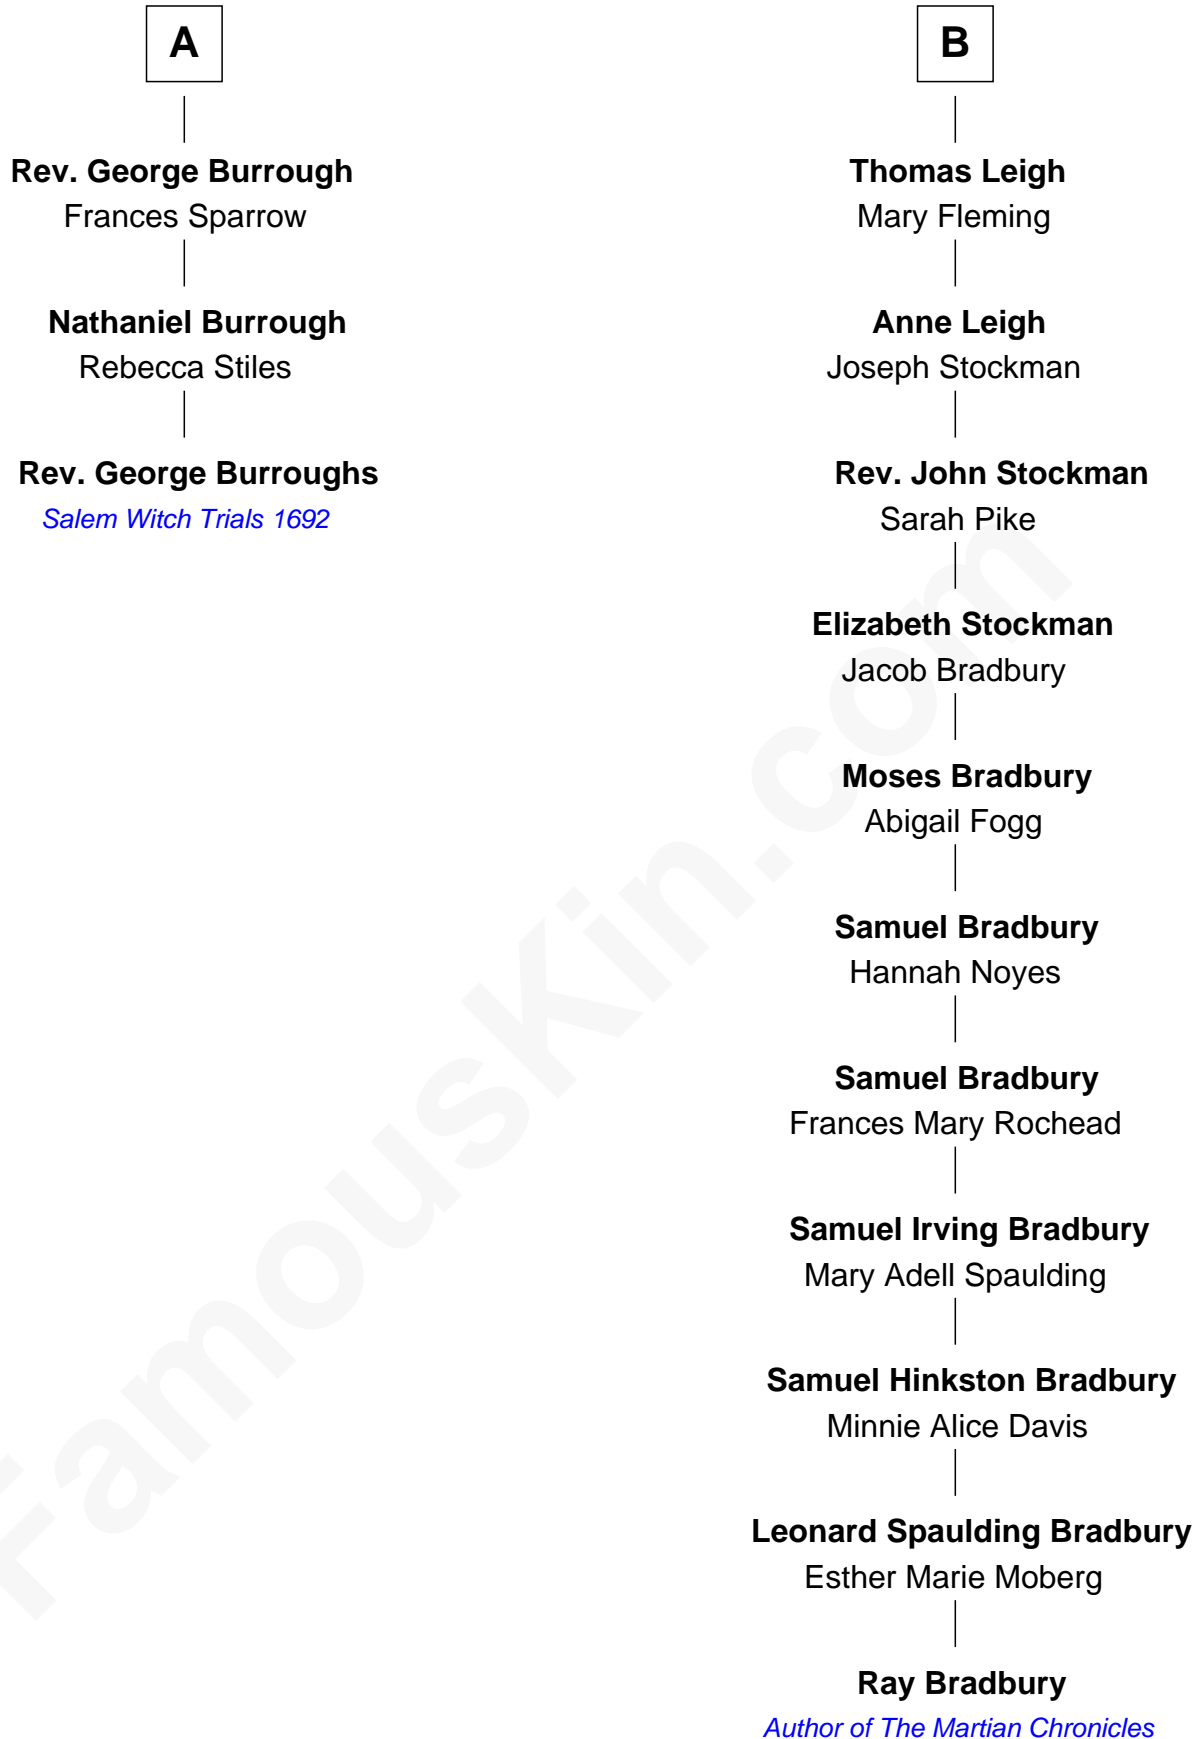 A
Rev. George Burrough
Frances Sparrow
Nathaniel Burrough
Rebecca Stiles
Rev. George Burroughs
Salem Witch Trials 1692
B
Thomas Leigh
Mary Fleming
Anne Leigh
Joseph Stockman
Rev. John Stockman
Sarah Pike
Elizabeth Stockman
Jacob Bradbury
Moses Bradbury
Abigail Fogg
Samuel Bradbury
Hannah Noyes
Samuel Bradbury
Frances Mary Rochead
Samuel Irving Bradbury
Mary Adell Spaulding
Samuel Hinkston Bradbury
Minnie Alice Davis
Leonard Spaulding Bradbury
Esther Marie Moberg
Ray Bradbury
Author of The Martian Chronicles
FamousKin.com